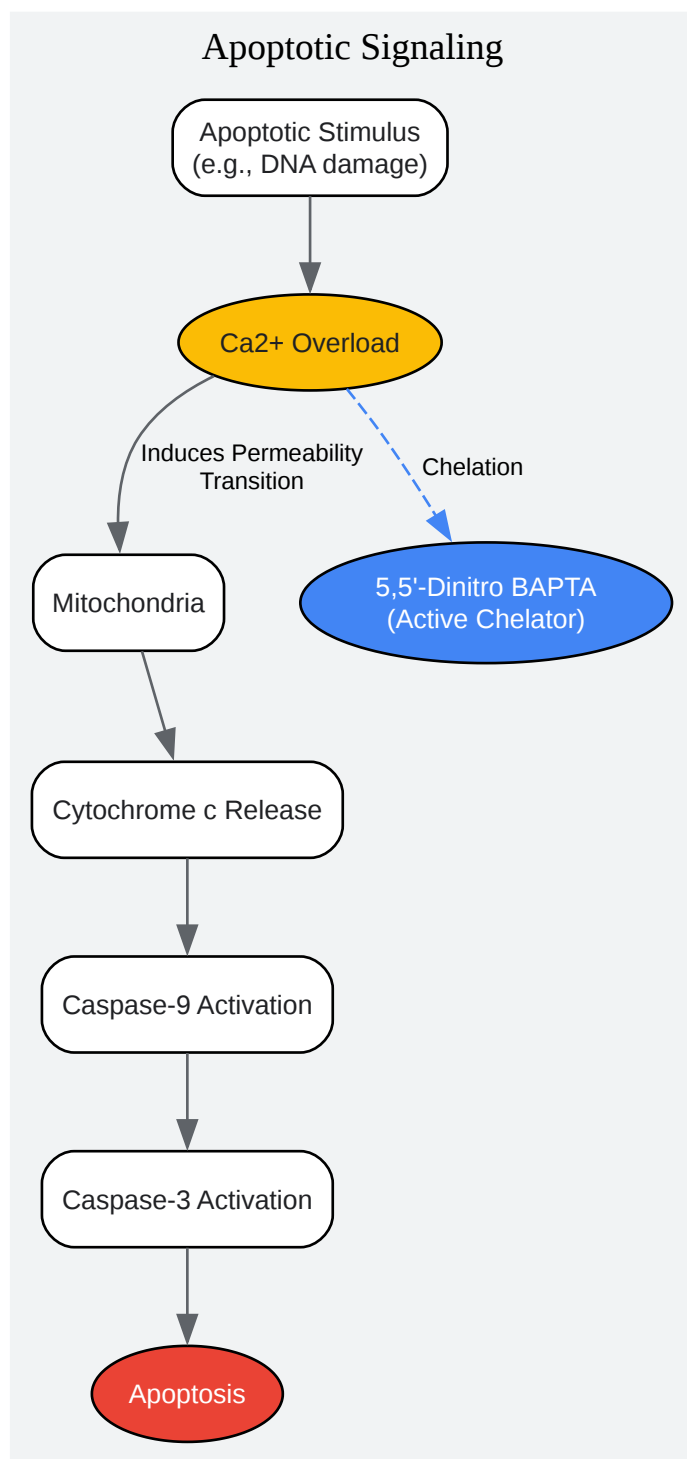 Apoptotic Signaling
Apoptotic Stimulus
(e.g., DNA damage)
Ca2+ Overload
Induces Permeability
Transition
Chelation
5,5'-Dinitro BAPTA
(Active Chelator)
Mitochondria
Cytochrome c Release
Caspase-9 Activation
Caspase-3 Activation
Apoptosis